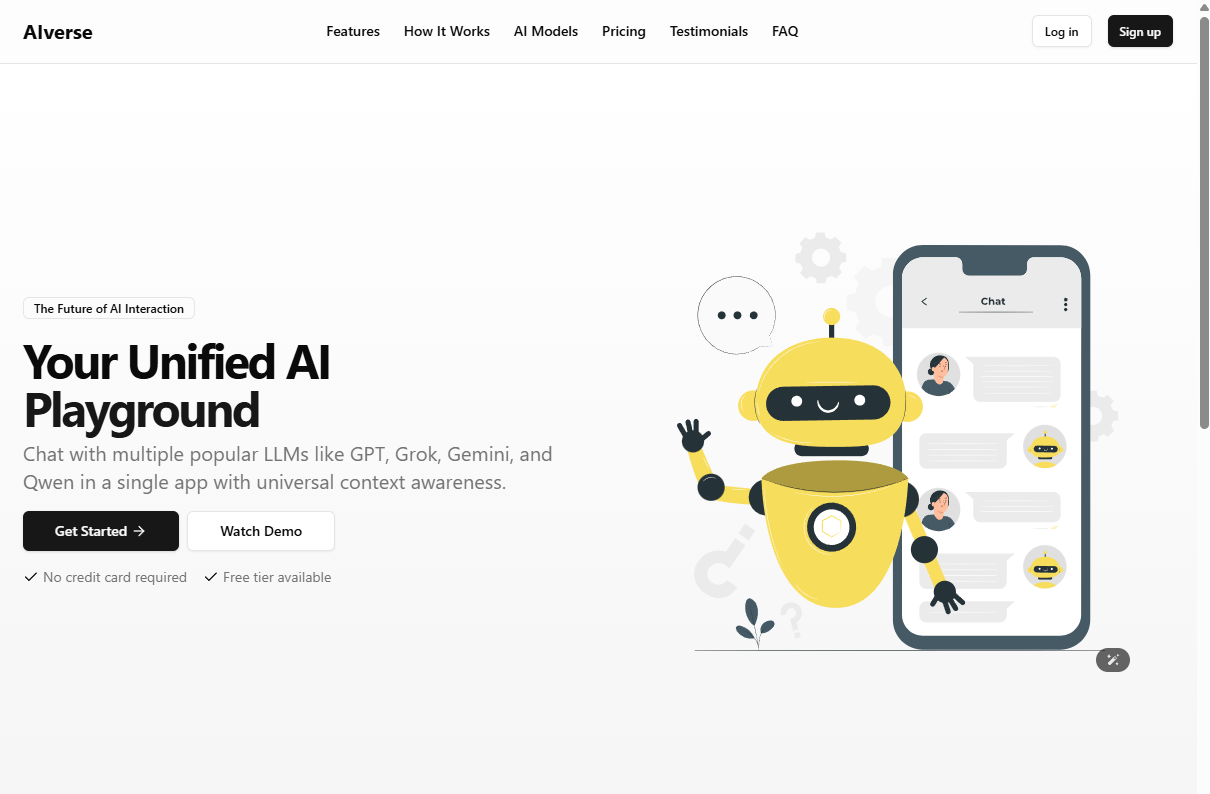 AIverse
Features
How It Works
AI Models
Pricing
Testimonials
FAQ
Log in
Sign up
The Future of AI Interaction
Your Unified AI
Playground
Chat with multiple popular LLMs like GPT, Grok, Gemini, and
Qwen in a single app with universal context awareness.
Get Started →
Watch Demo
No credit card required
Free tier available
Chat
?
?